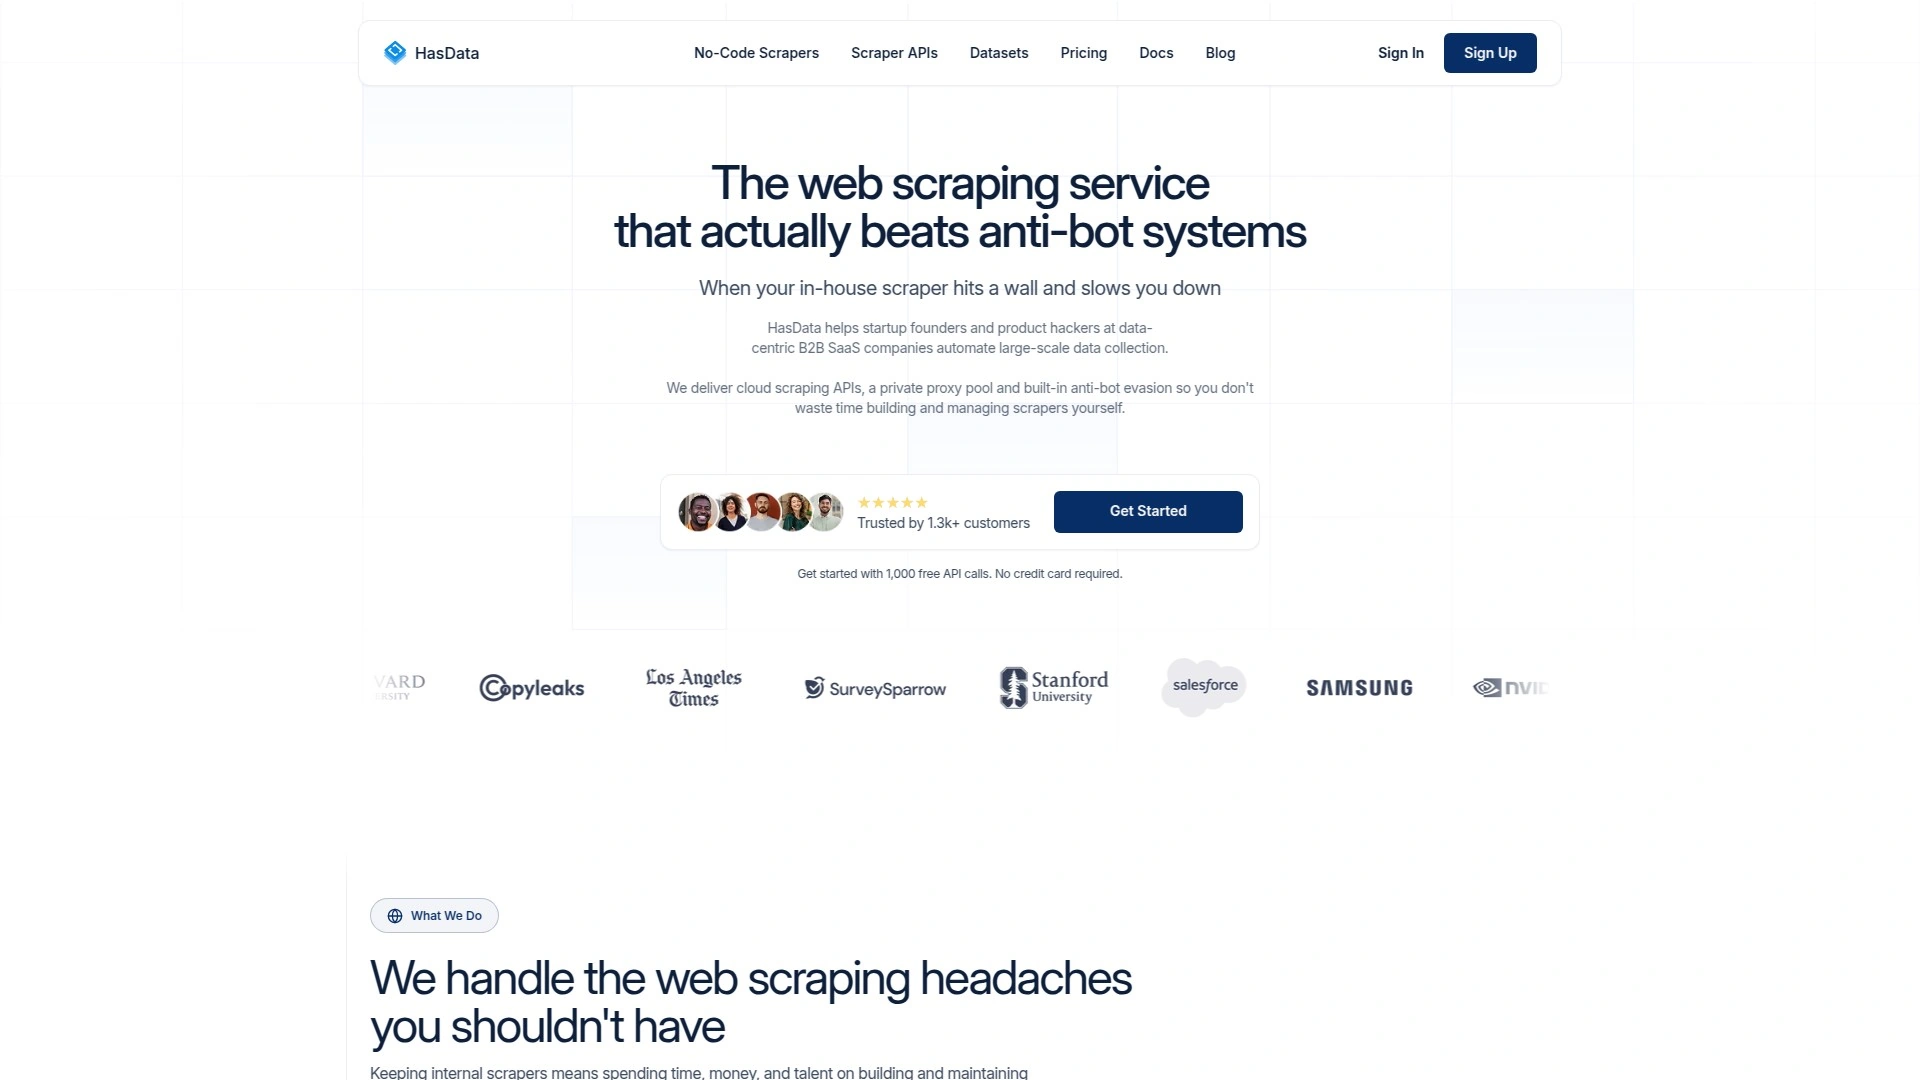 HasData
No-Code Scrapers
Scraper APIs
Datasets
Pricing
Docs
Blog
Sign In
Sign Up
The web scraping service
that actually beats anti-bot systems
When your in-house scraper hits a wall and slows you down
HasData helps startup founders and product hackers at data-
centric B2B SaaS companies automate large-scale data collection.
We deliver cloud scraping APIs, a private proxy pool and built-in anti-bot evasion so you don't
waste time building and managing scrapers yourself.
Trusted by 1.3k+ customers
Get Started
Get started with 1,000 free API calls. No credit card required.
VARD
ERSITY
Copyleaks
Los Angeles
Times
SurveySparrow
Stanford
University
salesforce
SAMSUNG
NVID
What We Do
We handle the web scraping headaches
you shouldn't have
Keeping internal scrapers means spending time, money, and talent on building and maintaining